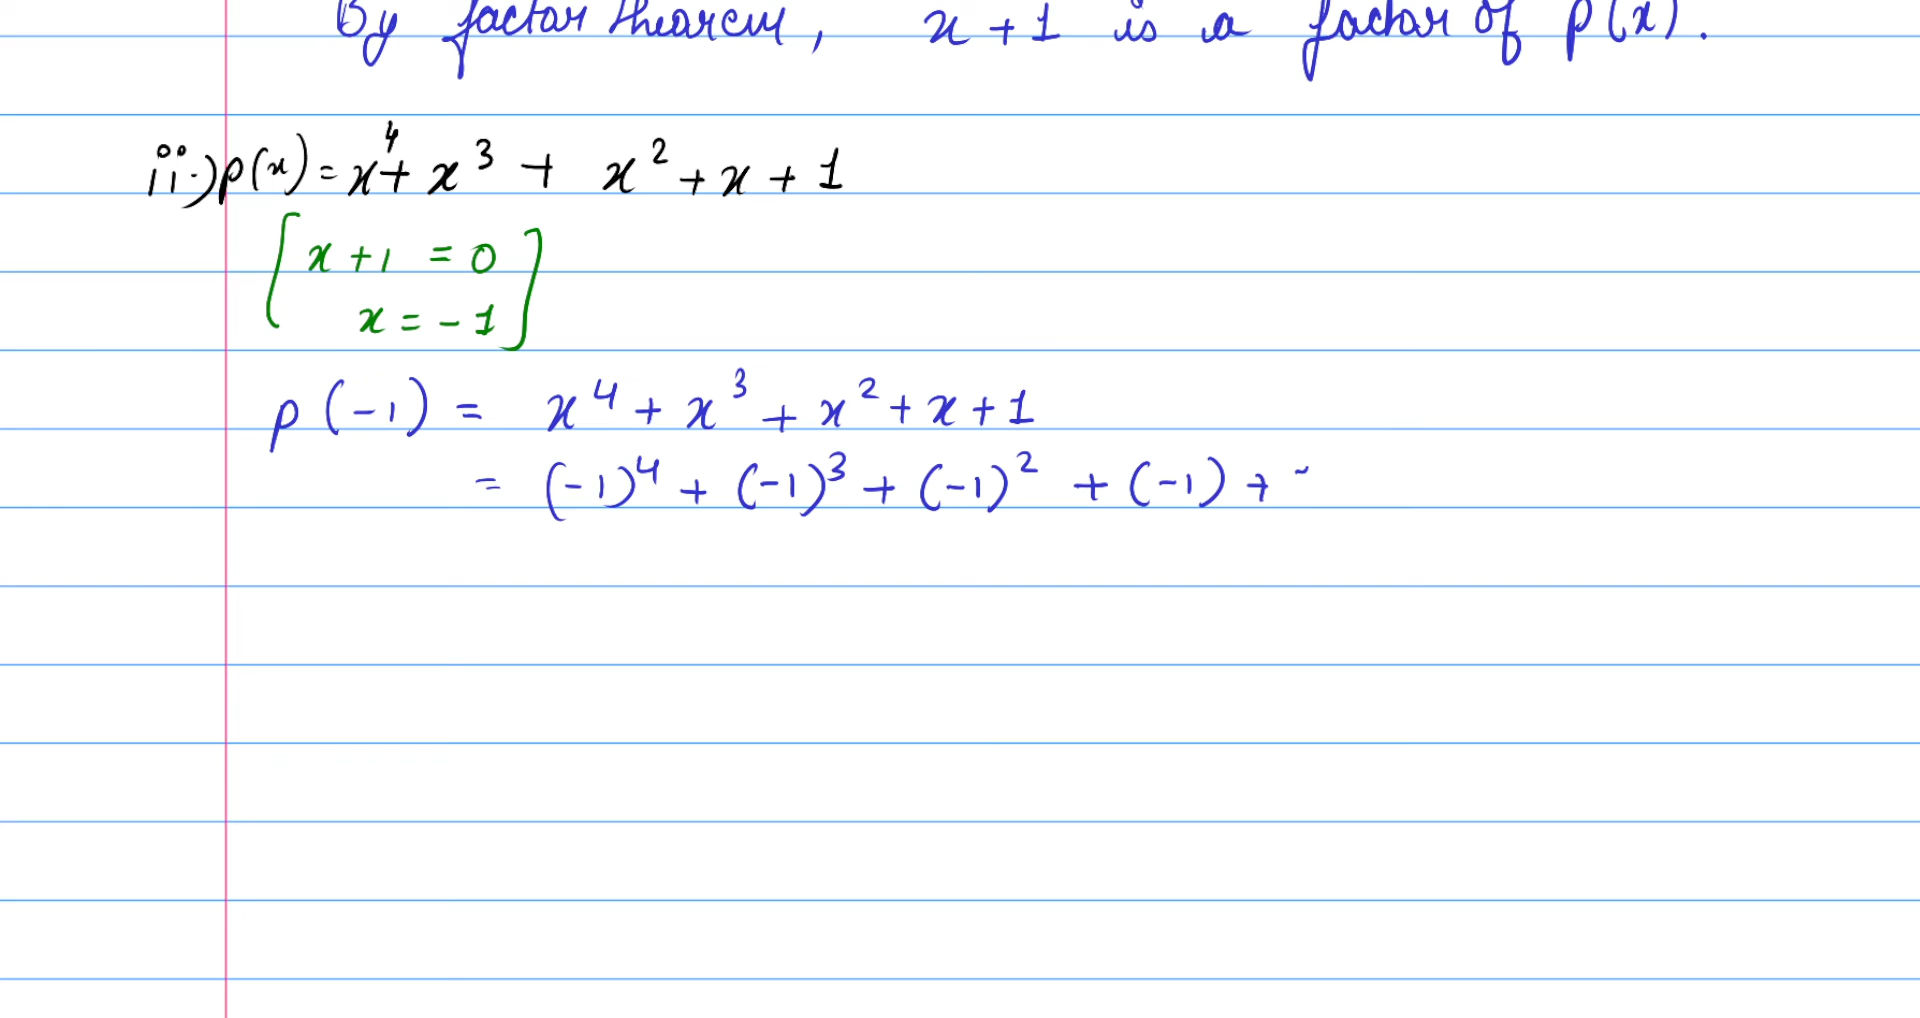 By factor thearem, x + 1 is a factor of p(x).
ii.) p(x) = x⁴ + x³ + x² + x + 1
[x + 1 = 0
x = - 1]
p(-1) = x⁴ + x³ + x² + x + 1
= (-1)⁴ + (-1)³ + (-1)² + (-1) +